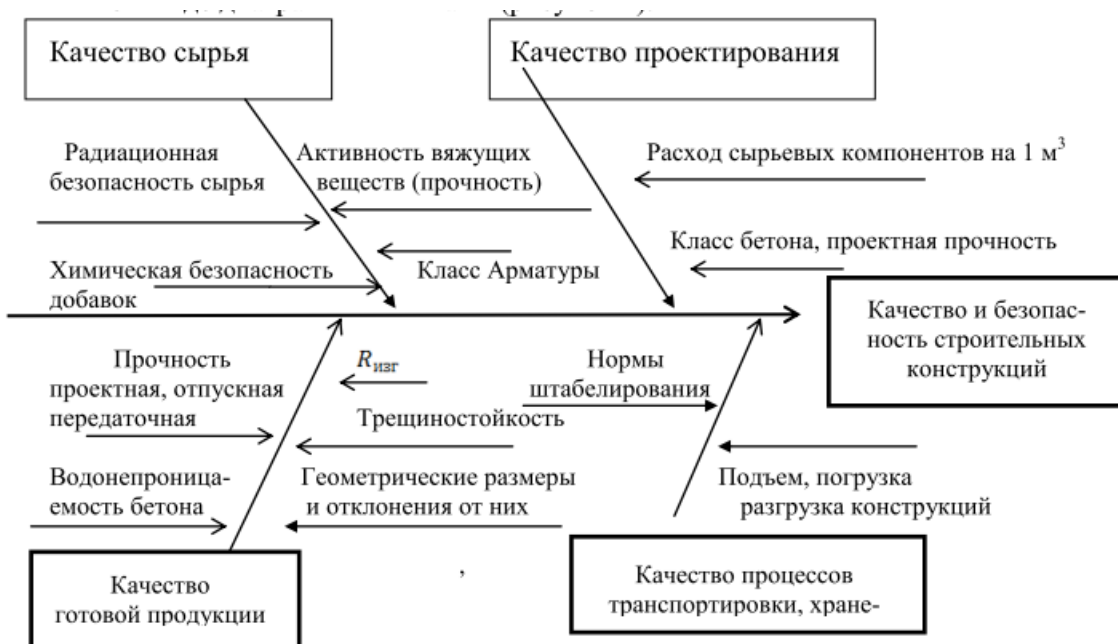 Качество сырья
Качество проектирования
Радиационная
безопасность сырья
Активность вяжущих
веществ (прочность)
Расход сырьевых компонентов на 1 м³
Класс бетона, проектная прочность
Химическая безопасность
добавок
Класс Арматуры
Качество и безопас-
ность строительных
конструкций
Прочность
проектная, отпускная
передаточная
Rизг
Нормы
штабелирования
Трещиностойкость
Водонепроница-
емость бетона
Геометрические размеры
и отклонения от них
Подъем, погрузка
разгрузка конструкций
Качество
готовой продукции
,
Качество процессов
транспортировки, хране-